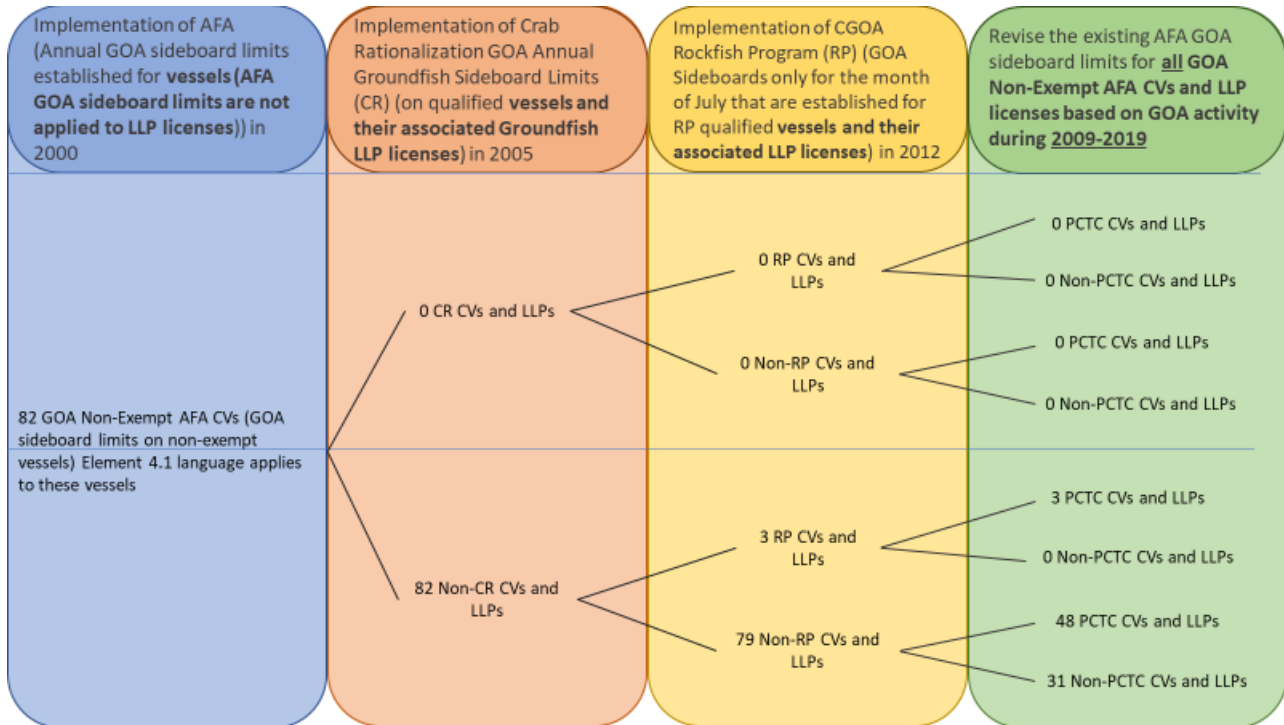 Implementation of AFA
(Annual GOA sideboard limits
established for vessels (AFA
GOA sideboard limits are not
applied to LLP licenses)) in
2000
Implementation of Crab
Rationalization GOA Annual
Groundfish Sideboard Limits
(CR) (on qualified vessels and
their associated Groundfish
LLP licenses) in 2005
Implementation of CGOA
Rockfish Program (RP) (GOA
Sideboards only for the month
of July that are established for
RP qualified vessels and their
associated LLP licenses) in 2012
Revise the existing AFA GOA
sideboard limits for all GOA
Non-Exempt AFA CVs and LLP
licenses based on GOA activity
during 2009-2019
82 GOA Non-Exempt AFA CVs (GOA
sideboard limits on non-exempt
vessels) Element 4.1 language applies
to these vessels
0 CR CVs and LLPs
82 Non-CR CVs and
LLPs
0 RP CVs and
LLPs
0 Non-RP CVs and
LLPs
3 RP CVs and
LLPs
79 Non-RP CVs and
LLPs
0 PCTC CVs and LLPs
0 Non-PCTC CVs and LLPs
0 PCTC CVs and LLPs
0 Non-PCTC CVs and LLPs
3 PCTC CVs and LLPs
0 Non-PCTC CVs and LLPs
48 PCTC CVs and LLPs
31 Non-PCTC CVs and LLPs